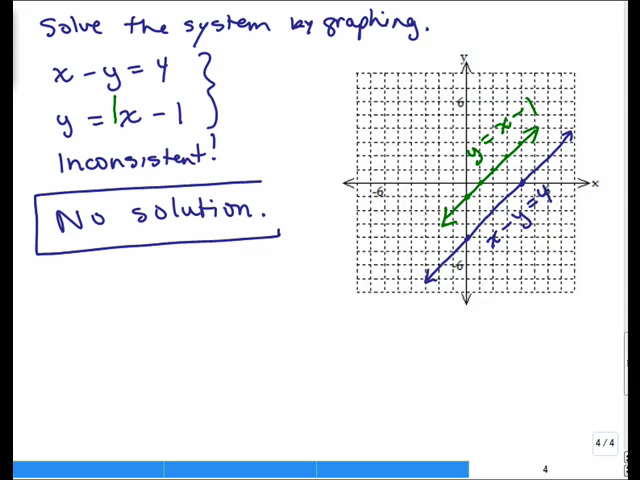 Solve the system by graphing.
x - y = 4
y = 1x - 1
Inconsistent!
No solution.
y
6
y = x - 1
-6
x
x - y = 4
-6
4/4
4